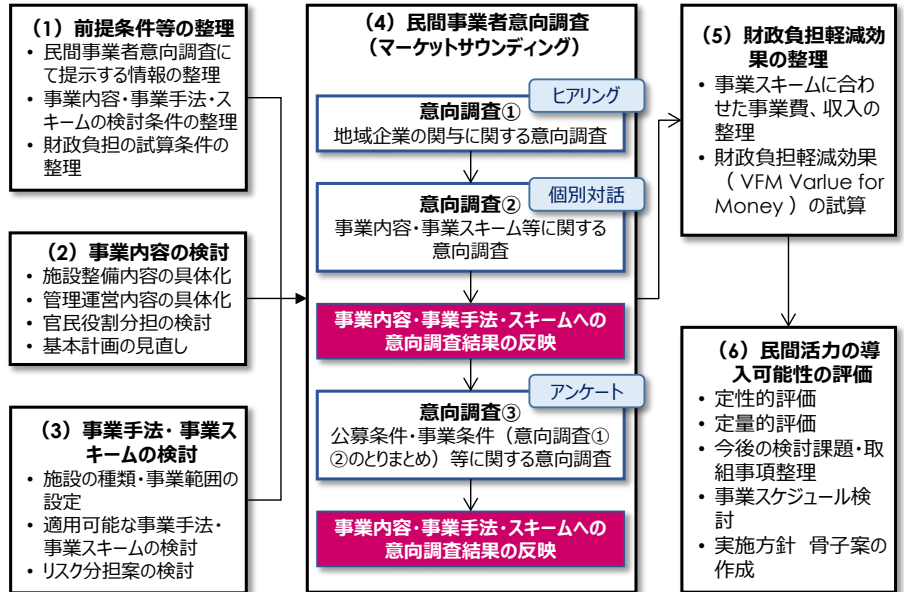 (1)前提条件等の整理
• 民間事業者意向調査に
て提示する情報の整理
• 事業内容・事業手法・ス
キームの検討条件の整理
• 財政負担の試算条件の
整理
(2)事業内容の検討
• 施設整備内容の具体化
• 管理運営内容の具体化
• 官民役割分担の検討
• 基本計画の見直し
(3)事業手法・事業ス
キームの検討
• 施設の種類・事業範囲の
設定
• 適用可能な事業手法・
事業スキームの検討
• リスク分担案の検討
(4)民間事業者意向調査
(マーケットサウンディング)
ヒアリング
意向調査①
地域企業の関与に関する意向調査
個別対話
意向調査②
事業内容・事業スキーム等に関する
意向調査
事業内容・事業手法・スキームへの
意向調査結果の反映
アンケート
意向調査③
公募条件・事業条件(意向調査①
②のとりまとめ)等に関する意向調査
事業内容・事業手法・スキームへの
意向調査結果の反映
(5)財政負担軽減効
果の整理
• 事業スキームに合わ
せた事業費、収入の
整理
• 財政負担軽減効果
( VFM Varlue for
Money )の試算
(6)民間活力の導
入可能性の評価
• 定性的評価
• 定量的評価
• 今後の検討課題・取
組事項整理
• 事業スケジュール検
討
• 実施方針 骨子案の
作成